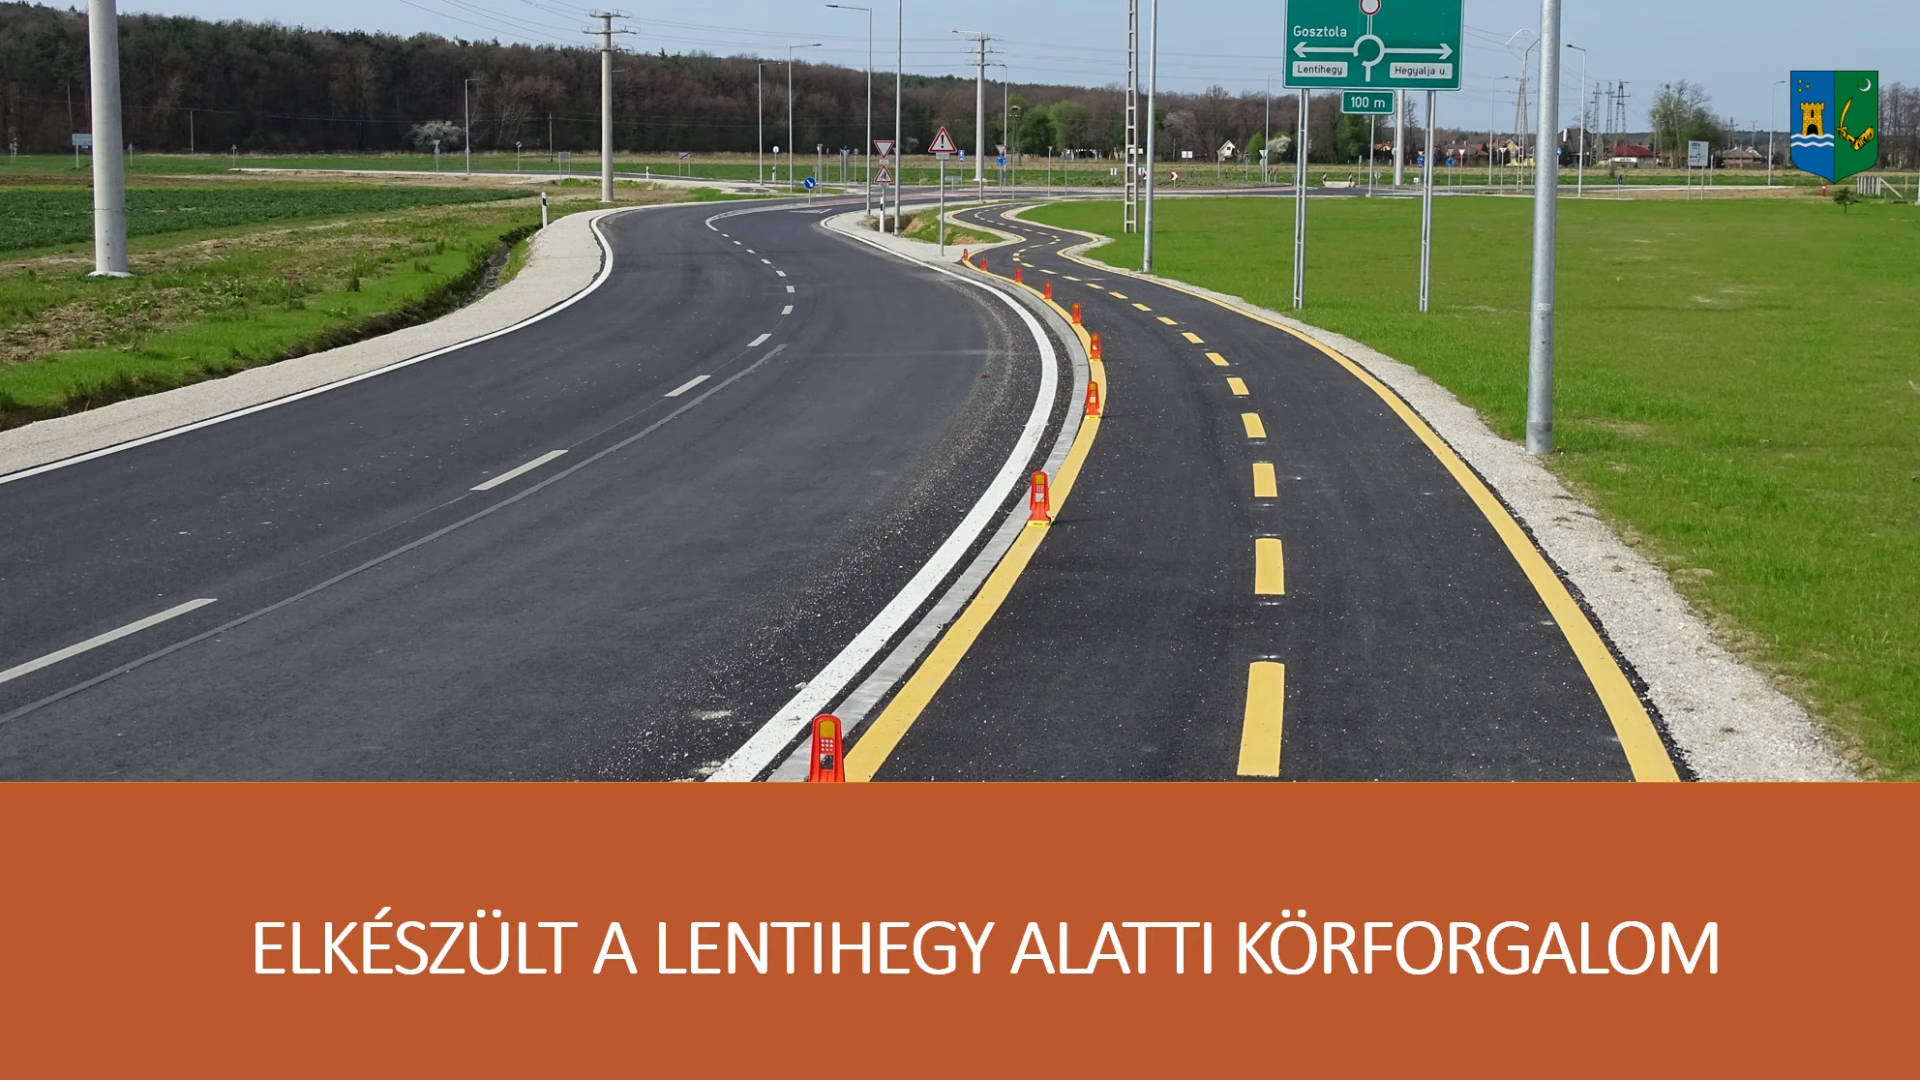 Gosztola
Lentihegy
Hegyalja u.
100 m
ELKÉSZÜLT A LENTIHEGY ALATTI KÖRFORGALOM